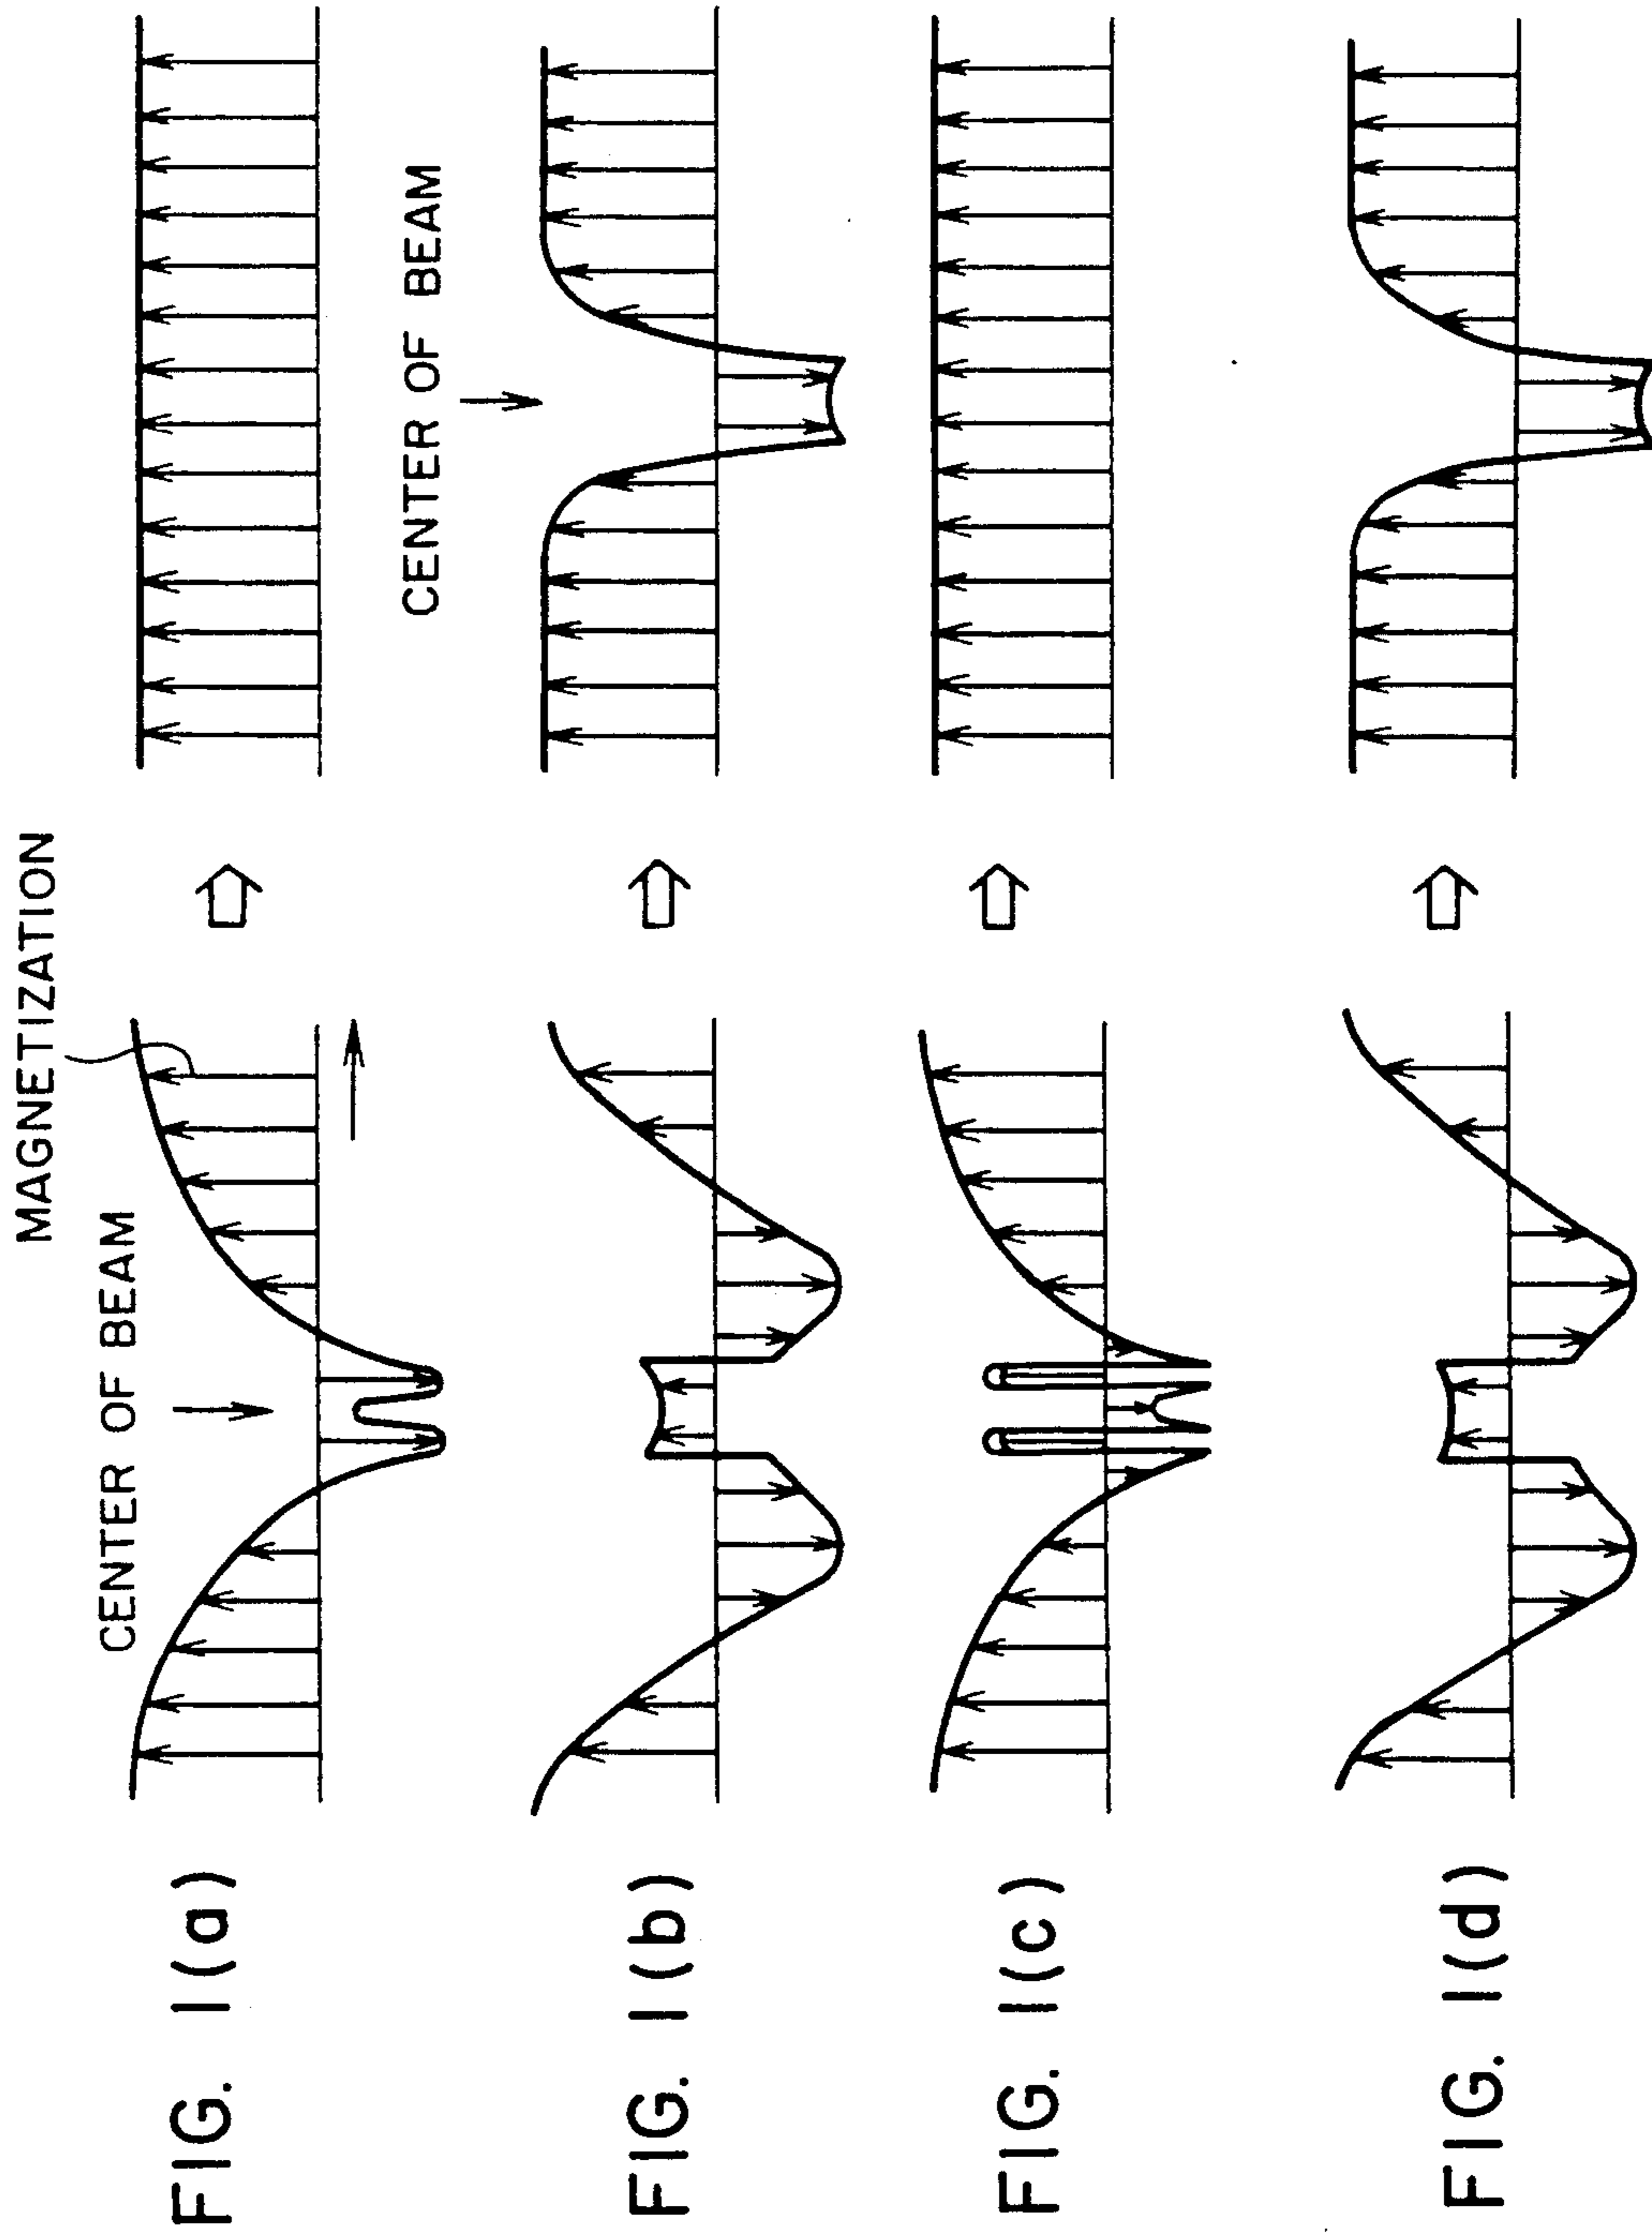 MAGNETIZATION
CENTER OF BEAM
FIG. 1(a)
CENTER OF BEAM
FIG. 1(b)
FIG. 1(c)
FIG. 1(d)